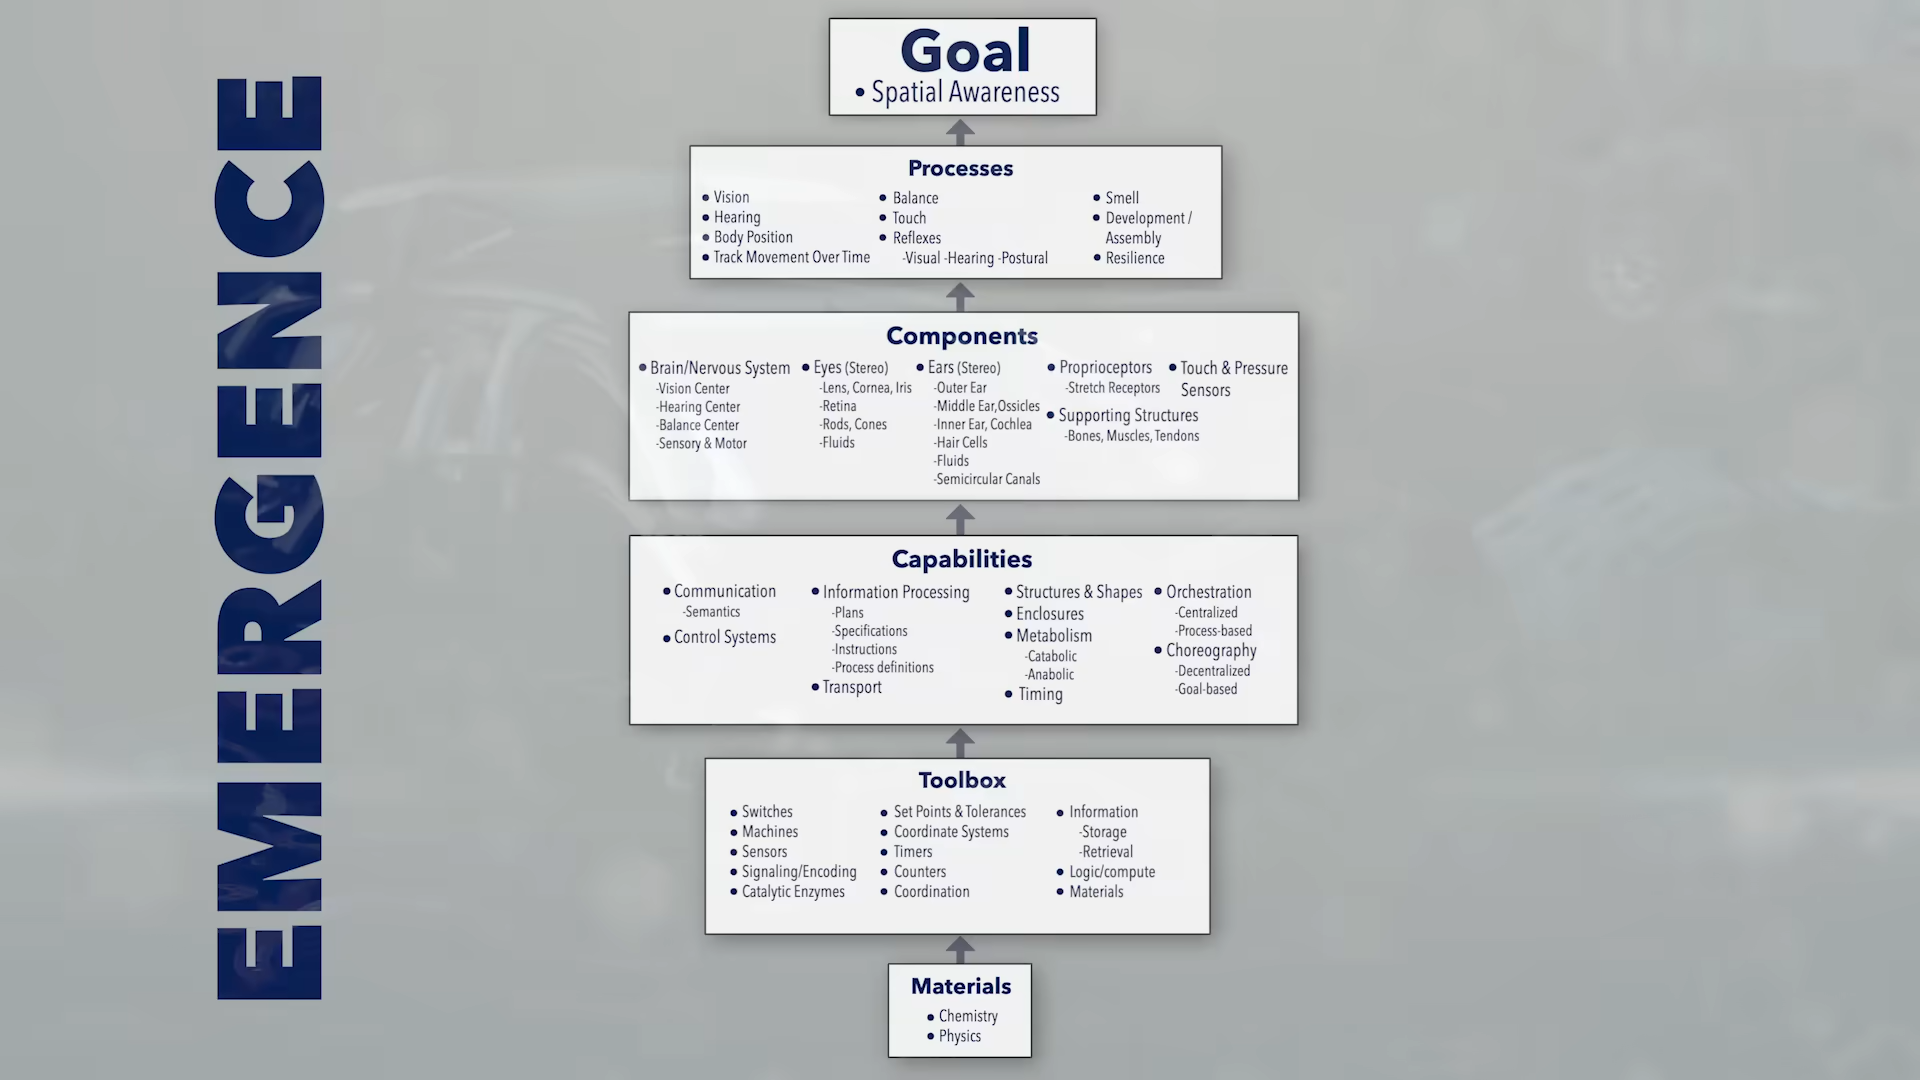 EMERGENCE
Goal
• Spatial Awareness
Processes
• Vision
• Hearing
• Body Position
• Track Movement Over Time
• Balance
• Touch
• Reflexes
-Visual -Hearing -Postural
• Smell
• Development /
Assembly
• Resilience
Components
• Brain/Nervous System
-Vision Center
-Hearing Center
-Balance Center
-Sensory & Motor
• Eyes (Stereo)
-Lens, Cornea, Iris
-Retina
-Rods, Cones
-Fluids
• Ears (Stereo)
-Outer Ear
-Middle Ear,Ossicles
-Inner Ear, Cochlea
-Hair Cells
-Fluids
-Semicircular Canals
• Proprioceptors
-Stretch Receptors
• Supporting Structures
-Bones, Muscles, Tendons
• Touch & Pressure
Sensors
Capabilities
• Communication
-Semantics
• Control Systems
• Information Processing
-Plans
-Specifications
-Instructions
-Process definitions
• Transport
• Structures & Shapes
• Enclosures
• Metabolism
-Catabolic
-Anabolic
• Timing
• Orchestration
-Centralized
-Process-based
• Choreography
-Decentralized
-Goal-based
Toolbox
• Switches
• Machines
• Sensors
• Signaling/Encoding
• Catalytic Enzymes
• Set Points & Tolerances
• Coordinate Systems
• Timers
• Counters
• Coordination
• Information
-Storage
-Retrieval
• Logic/compute
• Materials
Materials
• Chemistry
• Physics